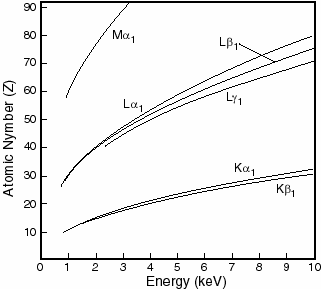 90
80
70
60
50
40
30
20
10
Atomic Nymber (Z)
Mα1
Lβ1
Lα1
Lγ1
Kα1
Kβ1
0 1 2 3 4 5 6 7 8 9 10
Energy (keV)